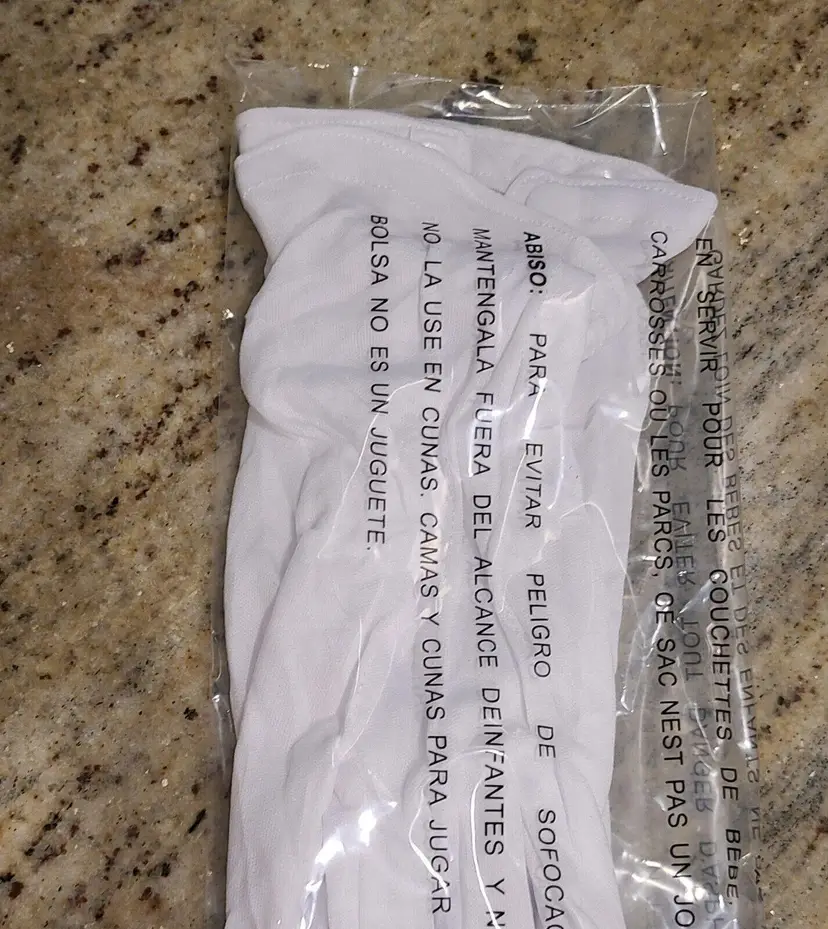 EN SERVIR POUR LES COUCHETTES DE BEBE,
CARROSSES OU LES PARCS, CE SAC NEST PAS UN JO
ABISO: PARA EVITAR PELIGRO DE SOFOCAC
MANTENGALA FUERA DEL ALCANCE DEINFANTES Y N
NO LA USE EN CUNAS. CAMAS Y CUNAS PARA JUGAR
BOLSA NO ES UN JUGUETE.